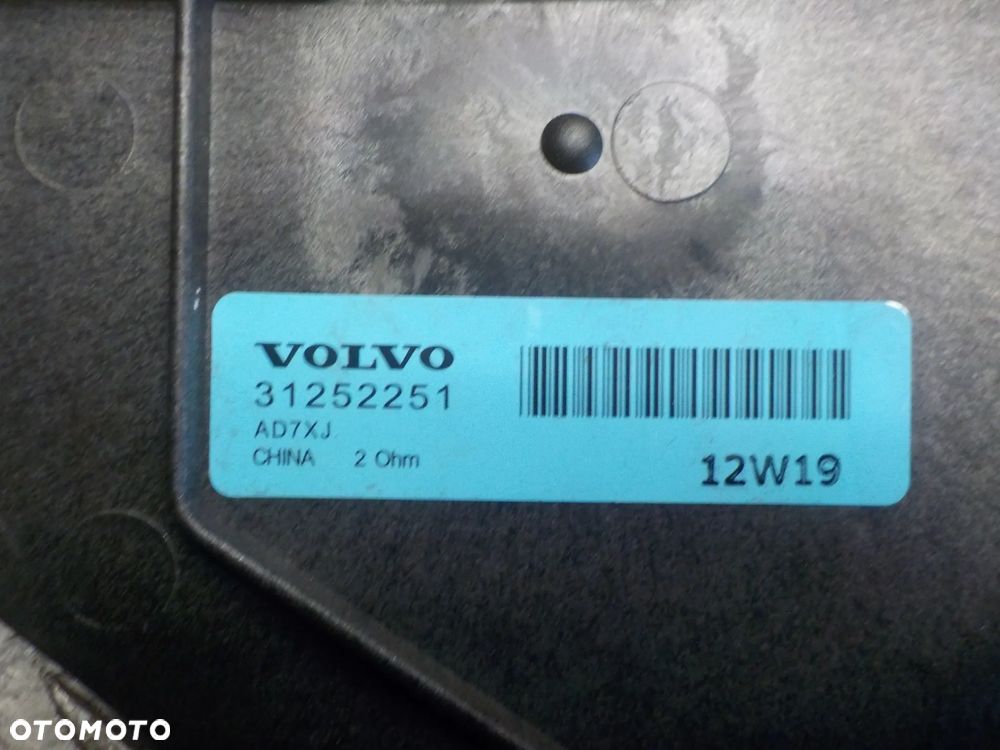 VOLVO
31252251
AD7XJ
CHINA 2 Ohm
12W19
OTOMOTO